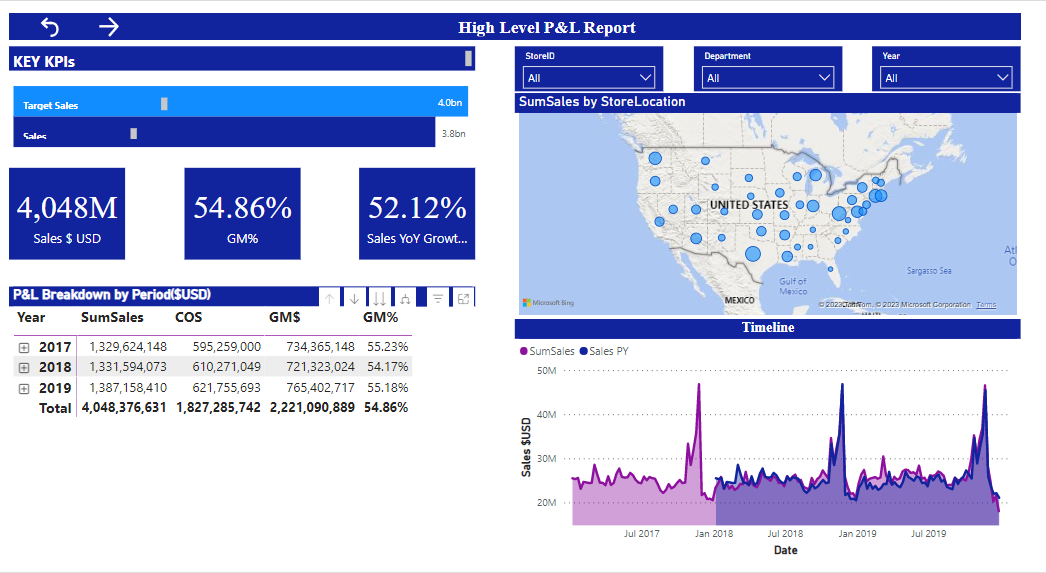 High Level P&L Report
KEY KPIs
Target Sales 4.0bn
Sales 3.8bn
4,048M
Sales $ USD
54.86%
GM%
52.12%
Sales YoY Growt...
P&L Breakdown by Period($USD)
Year SumSales COS GM$ GM%
2017 1,329,624,148 595,259,000 734,365,148 55.23%
2018 1,331,594,073 610,271,049 721,323,024 54.17%
2019 1,387,158,410 621,755,693 765,402,717 55.18%
Total 4,048,376,631 1,827,285,742 2,221,090,889 54.86%
StoreID
All
Department
All
Year
All
SumSales by StoreLocation
UNITED STATES
MEXICO
Gulf of
Mexico
Sargasso Sea
Atl
O
Microsoft Bing
© 2023 TomTom, © 2023 Microsoft Corporation Terms
Timeline
SumSales Sales PY
Sales $USD
50M
40M
30M
20M
Jul 2017 Jan 2018 Jul 2018 Jan 2019 Jul 2019
Date